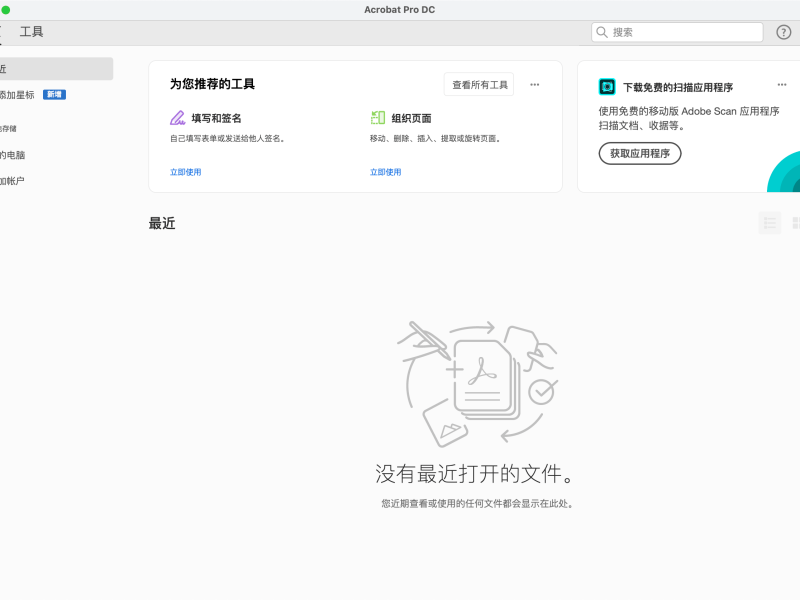 Acrobat Pro DC
工具
搜索
近
添加星标 新增
的电脑
加帐户
为您推荐的工具
查看所有工具
填写和签名
自己填写表单或发送给他人签名。
立即使用
组织页面
移动、删除、插入、提取或旋转页面。
立即使用
下载免费的扫描应用程序
使用免费的移动版 Adobe Scan 应用程序
扫描文档、收据等。
获取应用程序
最近
没有最近打开的文件。
您近期查看或使用的任何文件都会显示在此处。